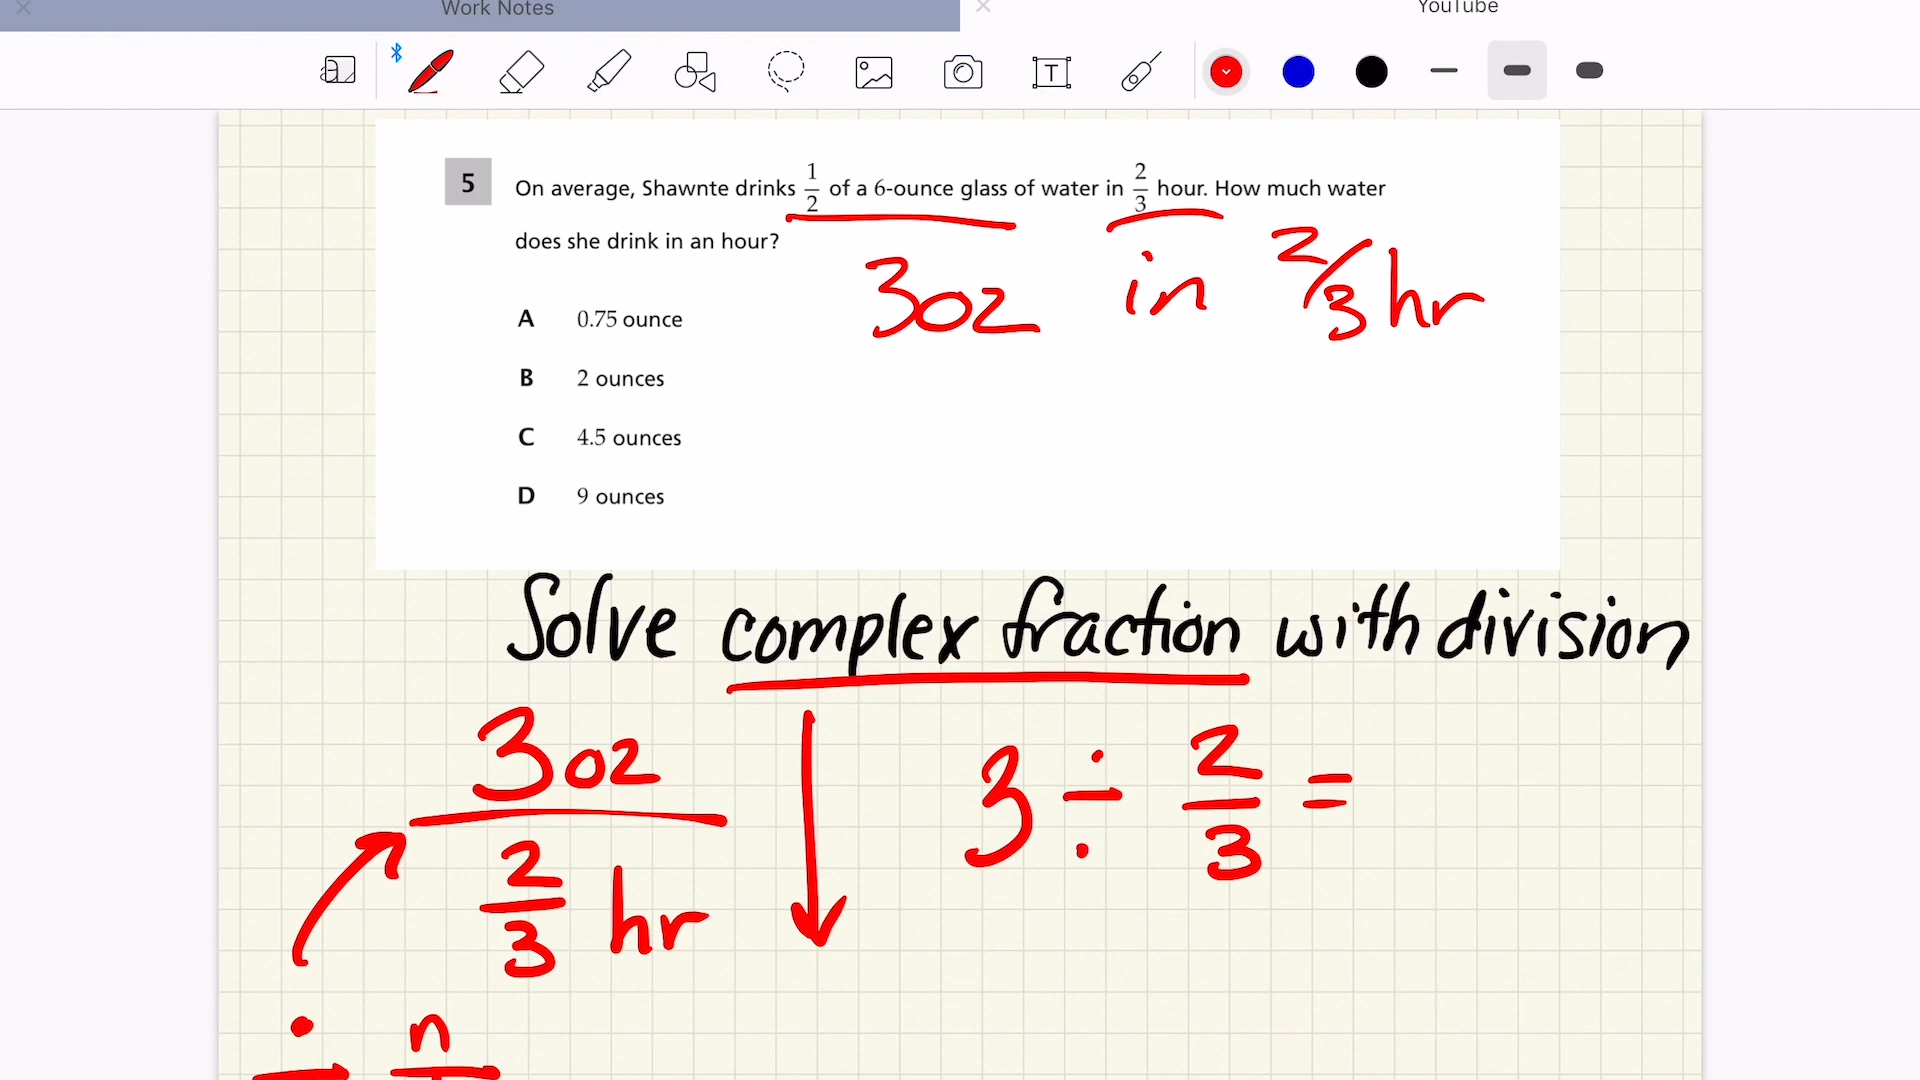 Work Notes
YouTube
T
5 On average, Shawnte drinks 1/2 of a 6-ounce glass of water in 2/3 hour. How much water
does she drink in an hour?
3oz in 2/3 hr
A 0.75 ounce
B 2 ounces
C 4.5 ounces
D 9 ounces
Solve complex fraction with division
3oz
2/3 hr
3 ÷ 2/3 =
÷ n